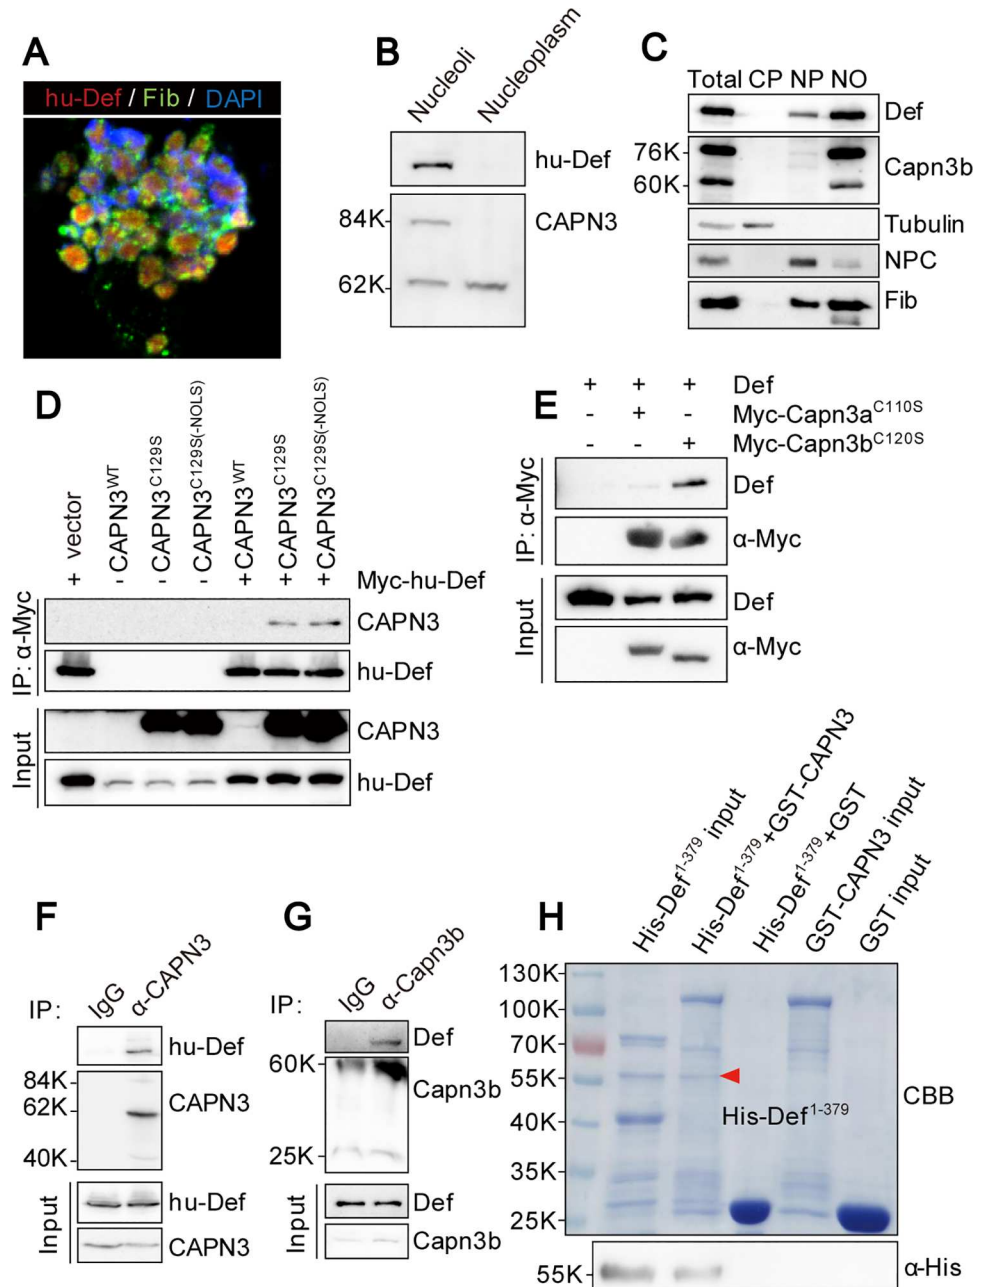 A
hu-Def / Fib / DAPI
B
Nucleoli
Nucleoplasm
hu-Def
84K
CAPN3
62K
C
Total CP NP NO
Def
76K
Capn3b
60K
Tubulin
NPC
Fib
D
vector
CAPN3WT
CAPN3C129S
CAPN3C129S(-NOLS)
CAPN3WT
CAPN3C129S
CAPN3C129S(-NOLS)
+ - - - + + + Myc-hu-Def
IP: α-Myc
CAPN3
hu-Def
Input
CAPN3
hu-Def
E
+ + + Def
- + - Myc-Capn3aC110S
- - + Myc-Capn3bC120S
IP: α-Myc
Def
α-Myc
Input
Def
α-Myc
F
IP: IgG α-CAPN3
hu-Def
84K
62K
CAPN3
40K
Input
hu-Def
CAPN3
G
IP: IgG α-Capn3b
Def
60K
Capn3b
25K
Input
Def
Capn3b
H
His-Def1-379 input
His-Def1-379+GST-CAPN3
His-Def1-379+GST
GST-CAPN3 input
GST input
130K
100K
70K
55K
40K
35K
25K
His-Def1-379
CBB
55K
α-His